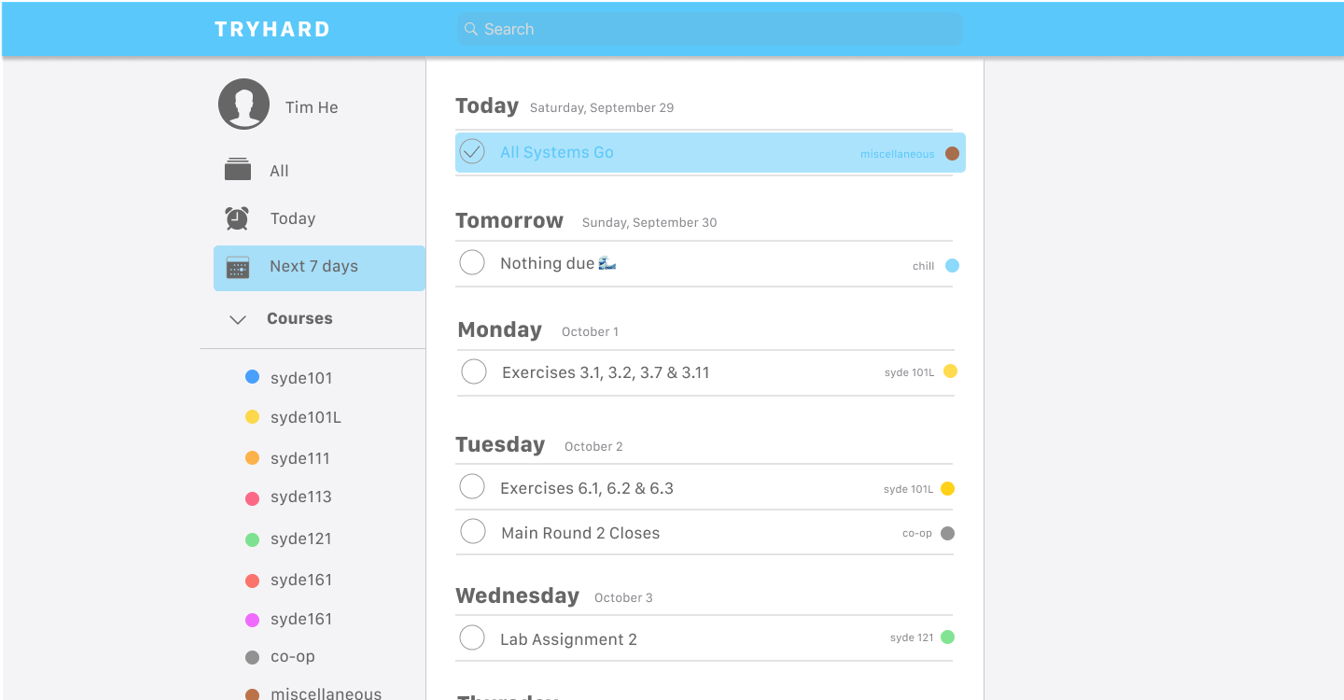 TRYHARD
Search
Tim He
All
Today
Next 7 days
Courses
syde101
syde101L
syde111
syde113
syde121
syde161
syde161
co-op
miscellaneous
Today Saturday, September 29
All Systems Go miscellaneous
Tomorrow Sunday, September 30
Nothing due🌊 chill
Monday October 1
Exercises 3.1, 3.2, 3.7 & 3.11 syde 101L
Tuesday October 2
Exercises 6.1, 6.2 & 6.3 syde 101L
Main Round 2 Closes co-op
Wednesday October 3
Lab Assignment 2 syde 121